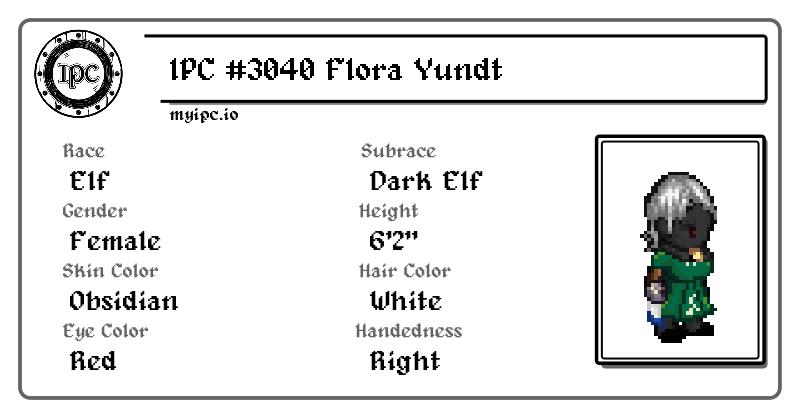 IPC
IPC #3040 Flora Yundt
myipc.io
Race
Elf
Subrace
Dark Elf
Gender
Female
Height
6'2"
Skin Color
Obsidian
Hair Color
White
Eye Color
Red
Handedness
Right